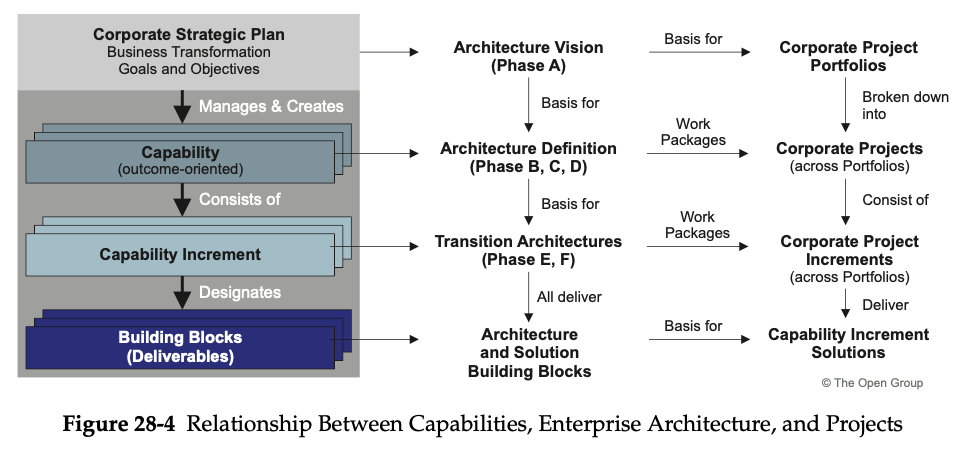 Corporate Strategic Plan
Business Transformation
Goals and Objectives
Manages & Creates
Capability
(outcome-oriented)
Consists of
Capability Increment
Designates
Building Blocks
(Deliverables)
Architecture Vision
(Phase A)
Basis for
Architecture Definition
(Phase B, C, D)
Basis for
Transition Architectures
(Phase E, F)
All deliver
Architecture
and Solution
Building Blocks
Basis for
Work
Packages
Work
Packages
Basis for
Corporate Project
Portfolios
Broken down
into
Corporate Projects
(across Portfolios)
Consist of
Corporate Project
Increments
(across Portfolios)
Deliver
Capability Increment
Solutions
© The Open Group
Figure 28-4 Relationship Between Capabilities, Enterprise Architecture, and Projects